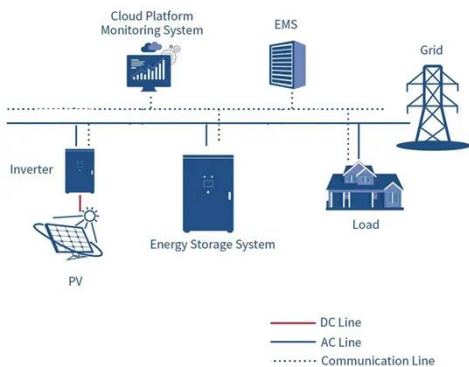 Cloud Platform
Monitoring System
EMS
Grid
Inverter
Energy Storage System
Load
PV
DC Line
AC Line
Communication Line